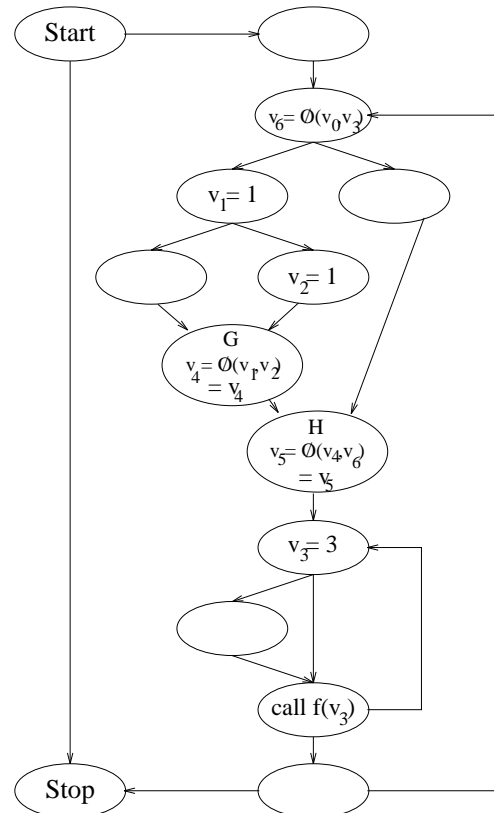 Start
v₆= Ø(v₀,v₃)
v₁= 1
v₂= 1
G
v₄= Ø(v₁,v₂)
= v₄
H
v₅= Ø(v₄,v₆)
= v₅
v₃= 3
call f(v₃)
Stop